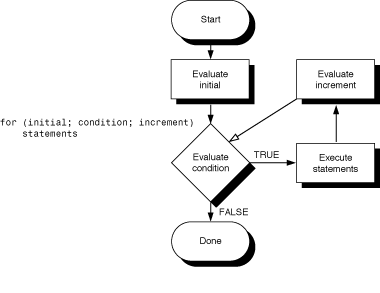 Start
Evaluate
initial
Evaluate
increment
for (initial; condition; increment)
statements
Evaluate
condition
TRUE
Execute
statements
FALSE
Done